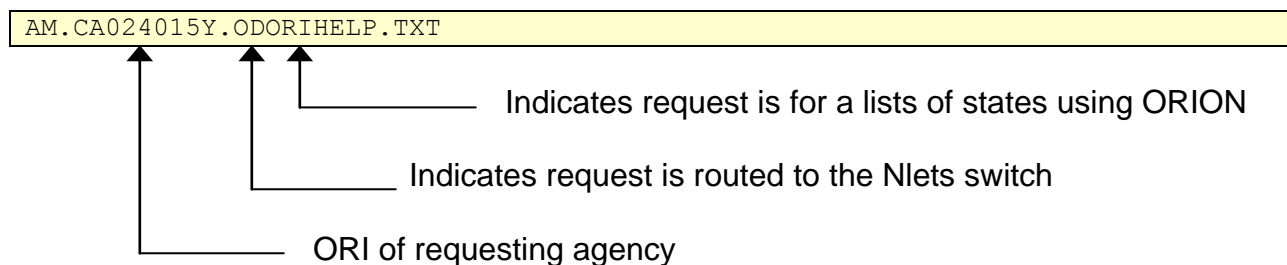 AM.CA024015Y.ODORIHELP.TXT
Indicates request is for a lists of states using ORION
Indicates request is routed to the Nlets switch
ORI of requesting agency